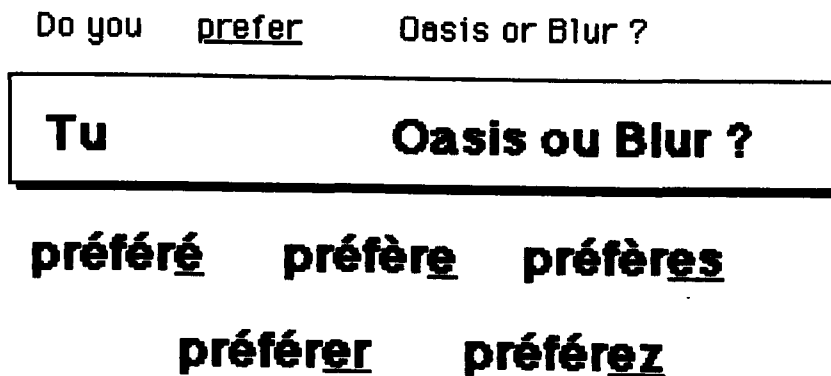 Do you prefer Oasis or Blur ?
Tu Oasis ou Blur ?
préféré préfère préfères
préférer préférez